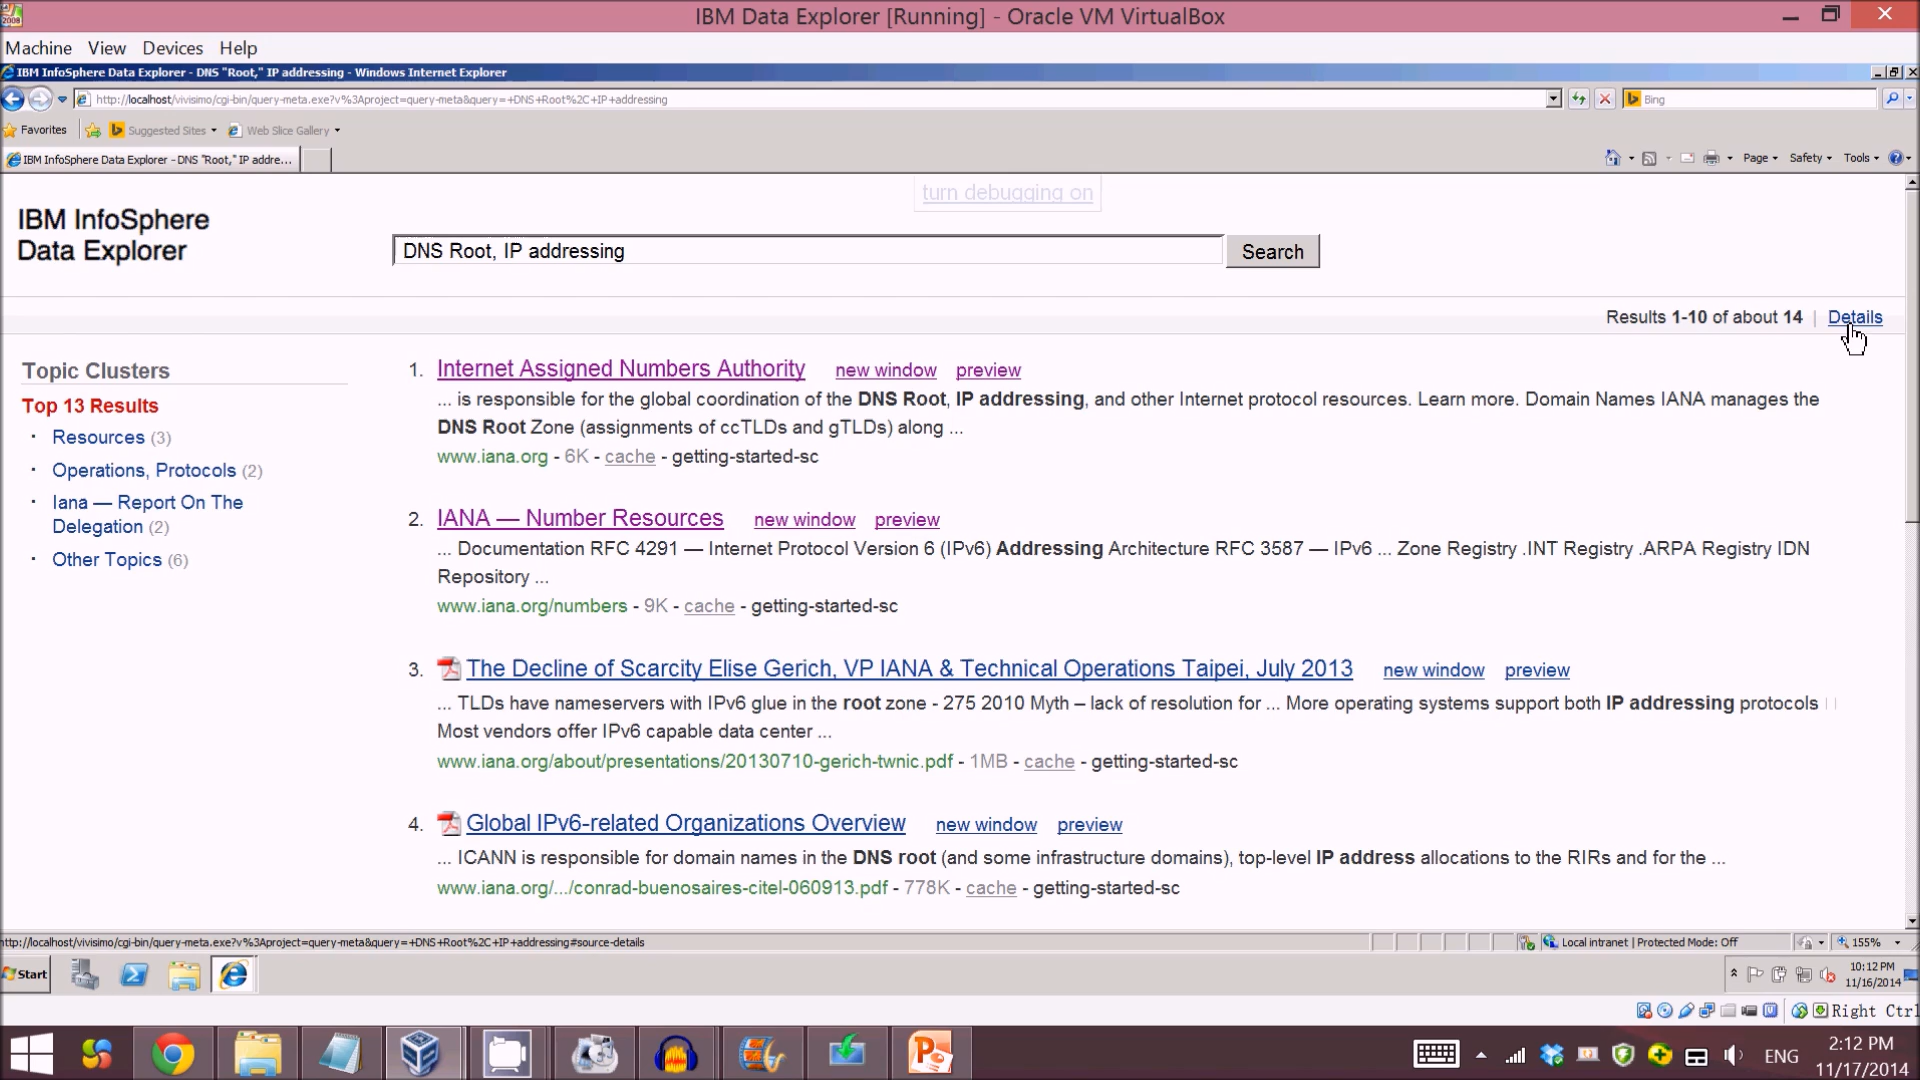 IBM Data Explorer [Running] - Oracle VM VirtualBox
Machine View Devices Help
IBM InfoSphere Data Explorer - DNS "Root," IP addressing - Windows Internet Explorer
http://localhost/vivisimo/cgi-bin/query-meta.exe?v%3Aproject=query-meta&query=+DNS+Root%2C+IP+addressing
Bing
Favorites Suggested Sites Web Slice Gallery
IBM InfoSphere Data Explorer - DNS "Root," IP addre...
Page Safety Tools
turn debugging on
IBM InfoSphere
Data Explorer
DNS Root, IP addressing
Search
Results 1-10 of about 14 | Details
Topic Clusters
Top 13 Results
Resources (3)
Operations, Protocols (2)
Iana — Report On The
Delegation (2)
Other Topics (6)
1. Internet Assigned Numbers Authority new window preview
... is responsible for the global coordination of the DNS Root, IP addressing, and other Internet protocol resources. Learn more. Domain Names IANA manages the
DNS Root Zone (assignments of ccTLDs and gTLDs) along ...
www.iana.org - 6K - cache - getting-started-sc
2. IANA — Number Resources new window preview
... Documentation RFC 4291 — Internet Protocol Version 6 (IPv6) Addressing Architecture RFC 3587 — IPv6 ... Zone Registry .INT Registry .ARPA Registry IDN
Repository ...
www.iana.org/numbers - 9K - cache - getting-started-sc
3. The Decline of Scarcity Elise Gerich, VP IANA & Technical Operations Taipei, July 2013 new window preview
... TLDs have nameservers with IPv6 glue in the root zone - 275 2010 Myth – lack of resolution for ... More operating systems support both IP addressing protocols
Most vendors offer IPv6 capable data center ...
www.iana.org/about/presentations/20130710-gerich-twnic.pdf - 1MB - cache - getting-started-sc
4. Global IPv6-related Organizations Overview new window preview
... ICANN is responsible for domain names in the DNS root (and some infrastructure domains), top-level IP address allocations to the RIRs and for the ...
www.iana.org/.../conrad-buenosaires-citel-060913.pdf - 778K - cache - getting-started-sc
http://localhost/vivisimo/cgi-bin/query-meta.exe?v%3Aproject=query-meta&query=+DNS+Root%2C+IP+addressing#source-details
Local intranet | Protected Mode: Off
155%
Start
10:12 PM
11/16/2014
Right Ctrl
ENG
2:12 PM
11/17/2014